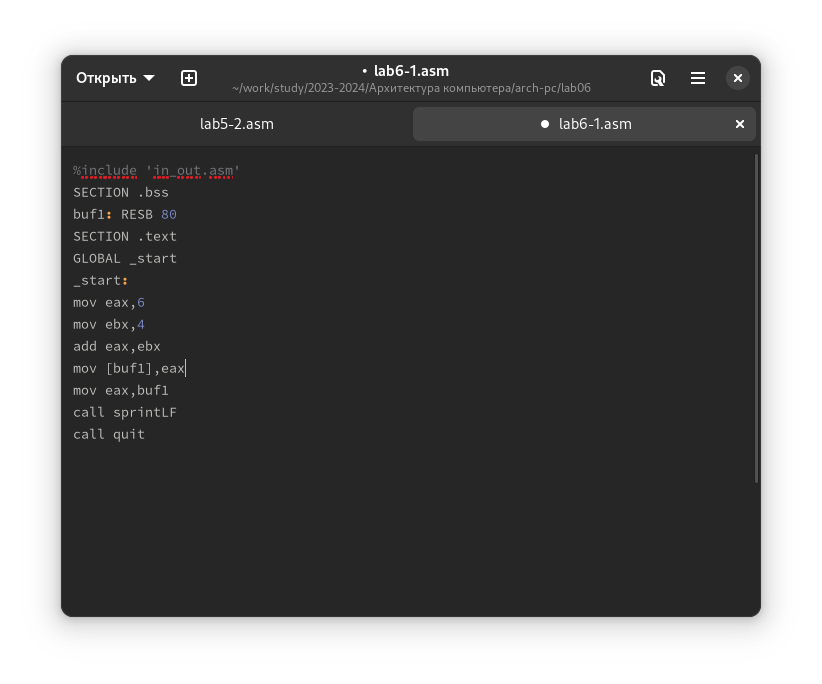 Открыть
• lab6-1.asm
~/work/study/2023-2024/Архитектура компьютера/arch-pc/lab06
lab5-2.asm
● lab6-1.asm
%include 'in_out.asm'
SECTION .bss
buf1: RESB 80
SECTION .text
GLOBAL _start
_start:
mov eax,6
mov ebx,4
add eax,ebx
mov [buf1],eax
mov eax,buf1
call sprintLF
call quit